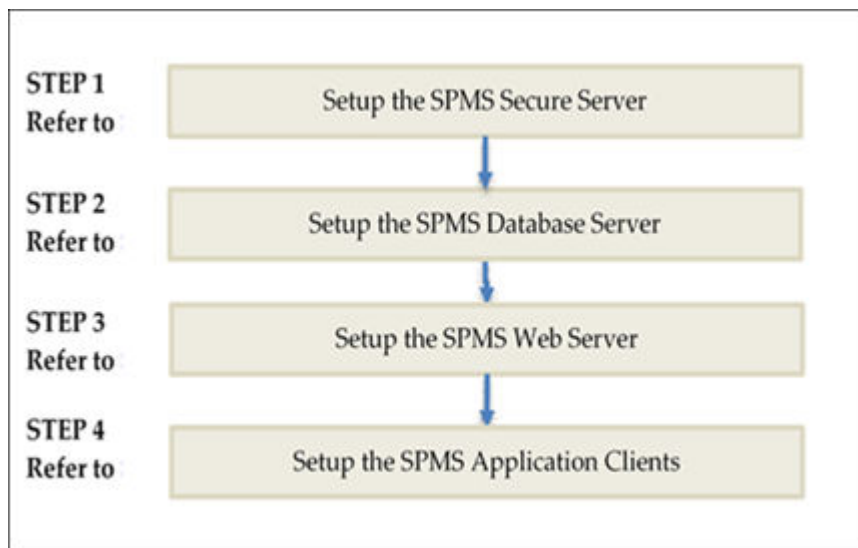 STEP 1
Refer to
Setup the SPMS Secure Server
STEP 2
Refer to
Setup the SPMS Database Server
STEP 3
Refer to
Setup the SPMS Web Server
STEP 4
Refer to
Setup the SPMS Application Clients